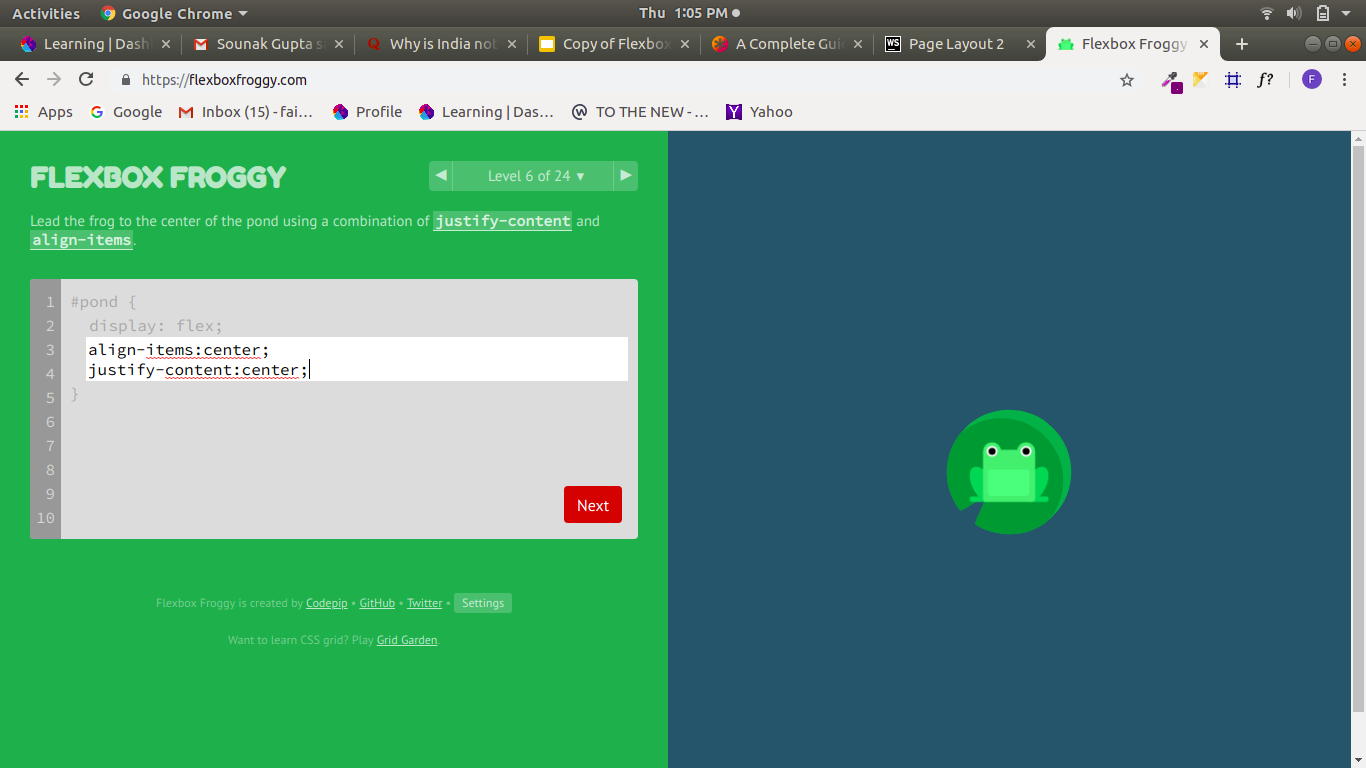 Activities Google Chrome Thu 1:05 PM
Learning | Dash Sounak Gupta s Why is India not Copy of Flexbox A Complete Gui WS Page Layout 2 Flexbox Froggy
https://flexboxfroggy.com f? F
Apps G Google Inbox (15) - fai... Profile Learning | Das... TO THE NEW - ... Y Yahoo
FLEXBOX FROGGY
Level 6 of 24
Lead the frog to the center of the pond using a combination of justify-content and
align-items.
1 #pond {
2 display: flex;
3 align-items:center;
4 justify-content:center;
5 }
6
7
8
9
10
Next
Flexbox Froggy is created by Codepip • GitHub • Twitter • Settings
Want to learn CSS grid? Play Grid Garden.